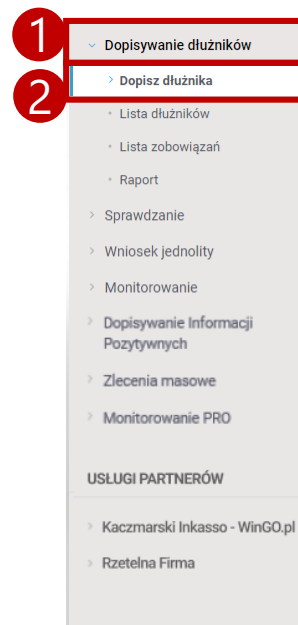 1
Dopisywanie dłużników
2
Dopisz dłużnika
Lista dłużników
Lista zobowiązań
Raport
Sprawdzanie
Wniosek jednolity
Monitorowanie
Dopisywanie Informacji
Pozytywnych
Zlecenia masowe
Monitorowanie PRO
USŁUGI PARTNERÓW
Kaczmarski Inkasso - WinGO.pl
Rzetelna Firma